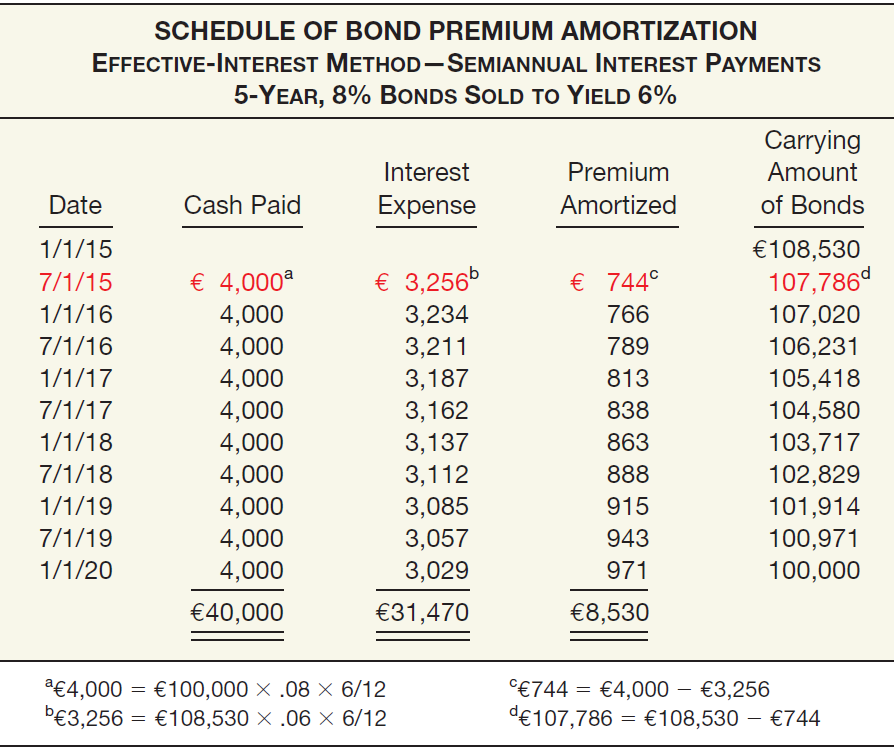 SCHEDULE OF BOND PREMIUM AMORTIZATION
EFFECTIVE-INTEREST METHOD—SEMIANNUAL INTEREST PAYMENTS
5-YEAR, 8% BONDS SOLD TO YIELD 6%
Carrying
Interest Premium Amount
Date Cash Paid Expense Amortized of Bonds
1/1/15 €108,530
7/1/15 € 4,000a € 3,256b € 744c 107,786d
1/1/16 4,000 3,234 766 107,020
7/1/16 4,000 3,211 789 106,231
1/1/17 4,000 3,187 813 105,418
7/1/17 4,000 3,162 838 104,580
1/1/18 4,000 3,137 863 103,717
7/1/18 4,000 3,112 888 102,829
1/1/19 4,000 3,085 915 101,914
7/1/19 4,000 3,057 943 100,971
1/1/20 4,000 3,029 971 100,000
€40,000 €31,470 €8,530
a€4,000 = €100,000 × .08 × 6/12 c€744 = €4,000 − €3,256
b€3,256 = €108,530 × .06 × 6/12 d€107,786 = €108,530 − €744